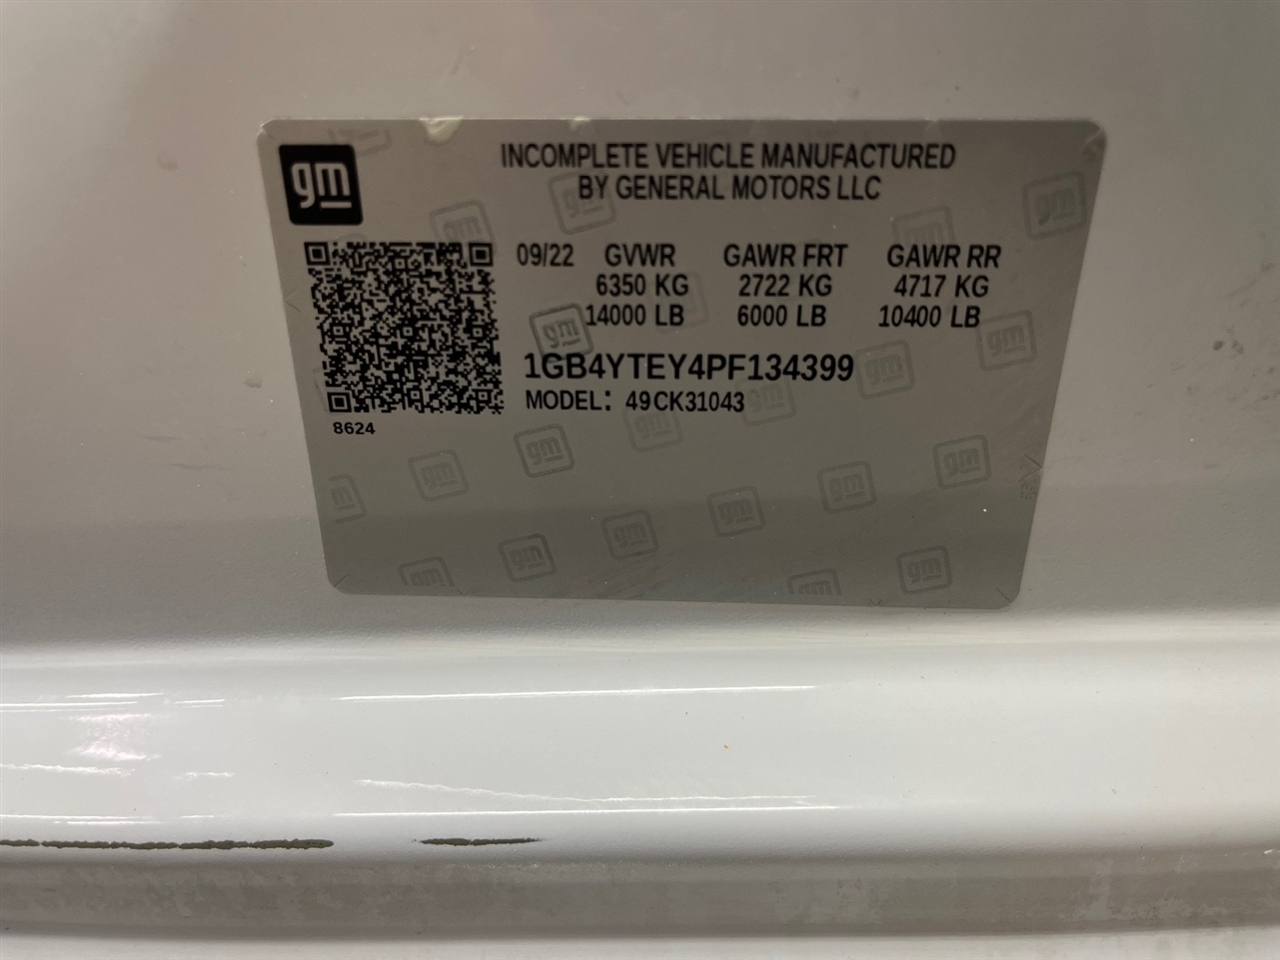 gm
INCOMPLETE VEHICLE MANUFACTURED
BY GENERAL MOTORS LLC
09/22 GVWR GAWR FRT GAWR RR
6350 KG 2722 KG 4717 KG
14000 LB 6000 LB 10400 LB
1GB4YTEY4PF134399
MODEL: 49CK31043
8624